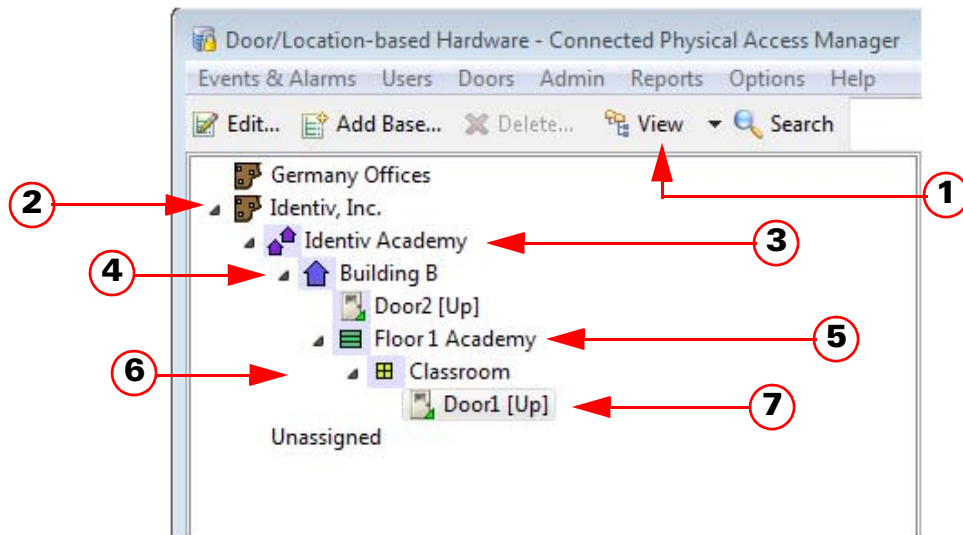 Door/Location-based Hardware - Connected Physical Access Manager
Events & Alarms Users Doors Admin Reports Options Help
Edit... Add Base... Delete... View Search
1
Germany Offices
2 Identiv, Inc.
Identiv Academy 3
4 Building B
Door2 [Up]
Floor 1 Academy 5
6 Classroom
Door1 [Up] 7
Unassigned